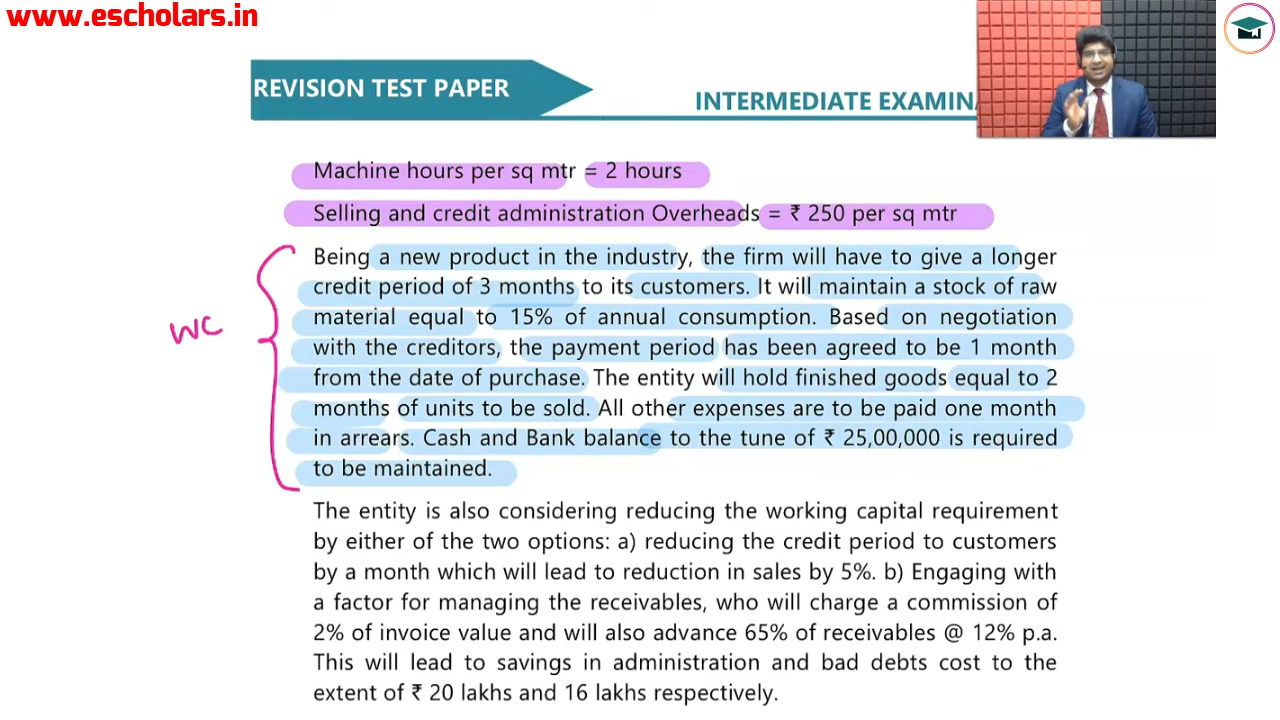 www.escholars.in
REVISION TEST PAPER
INTERMEDIATE EXAMINA
Machine hours per sq mtr = 2 hours
Selling and credit administration Overheads = ₹ 250 per sq mtr
Being a new product in the industry, the firm will have to give a longer
credit period of 3 months to its customers. It will maintain a stock of raw
material equal to 15% of annual consumption. Based on negotiation
with the creditors, the payment period has been agreed to be 1 month
from the date of purchase. The entity will hold finished goods equal to 2
months of units to be sold. All other expenses are to be paid one month
in arrears. Cash and Bank balance to the tune of ₹ 25,00,000 is required
to be maintained.
WC
The entity is also considering reducing the working capital requirement
by either of the two options: a) reducing the credit period to customers
by a month which will lead to reduction in sales by 5%. b) Engaging with
a factor for managing the receivables, who will charge a commission of
2% of invoice value and will also advance 65% of receivables @ 12% p.a.
This will lead to savings in administration and bad debts cost to the
extent of ₹ 20 lakhs and 16 lakhs respectively.